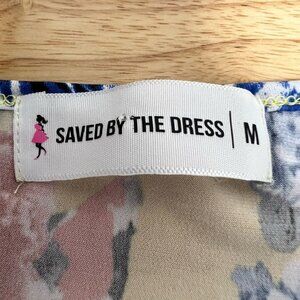 SAVED BY THE DRESS | M